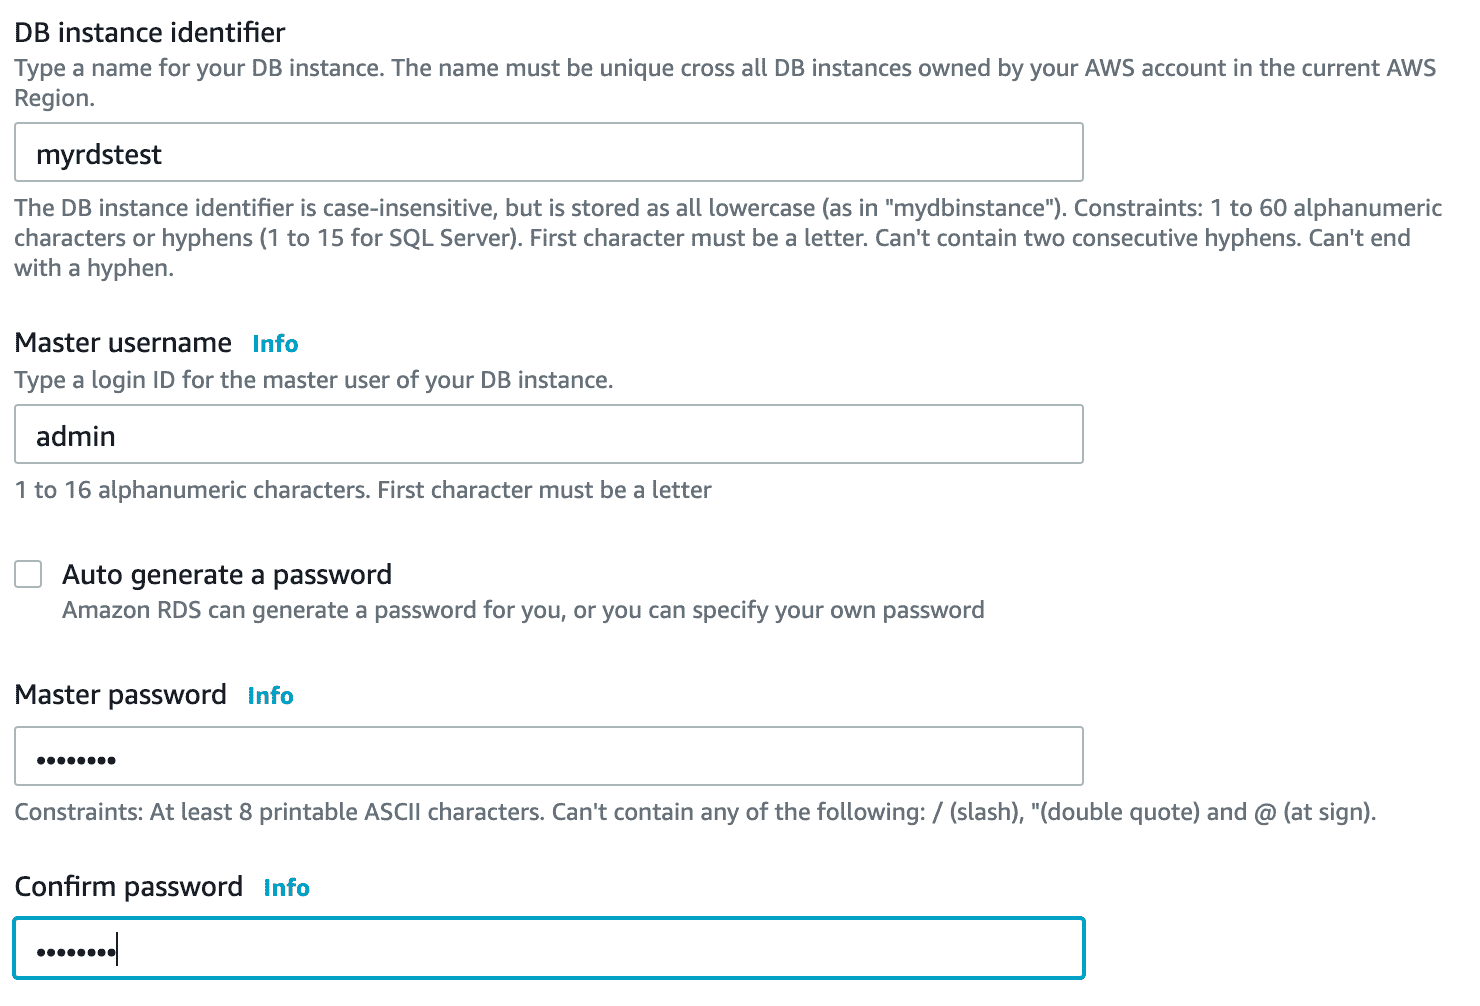 DB instance identifier
Type a name for your DB instance. The name must be unique cross all DB instances owned by your AWS account in the current AWS
Region.
myrdstest
The DB instance identifier is case-insensitive, but is stored as all lowercase (as in "mydbinstance"). Constraints: 1 to 60 alphanumeric
characters or hyphens (1 to 15 for SQL Server). First character must be a letter. Can't contain two consecutive hyphens. Can't end
with a hyphen.
Master username Info
Type a login ID for the master user of your DB instance.
admin
1 to 16 alphanumeric characters. First character must be a letter
Auto generate a password
Amazon RDS can generate a password for you, or you can specify your own password
Master password Info
••••••••
Constraints: At least 8 printable ASCII characters. Can't contain any of the following: / (slash), "(double quote) and @ (at sign).
Confirm password Info
••••••••